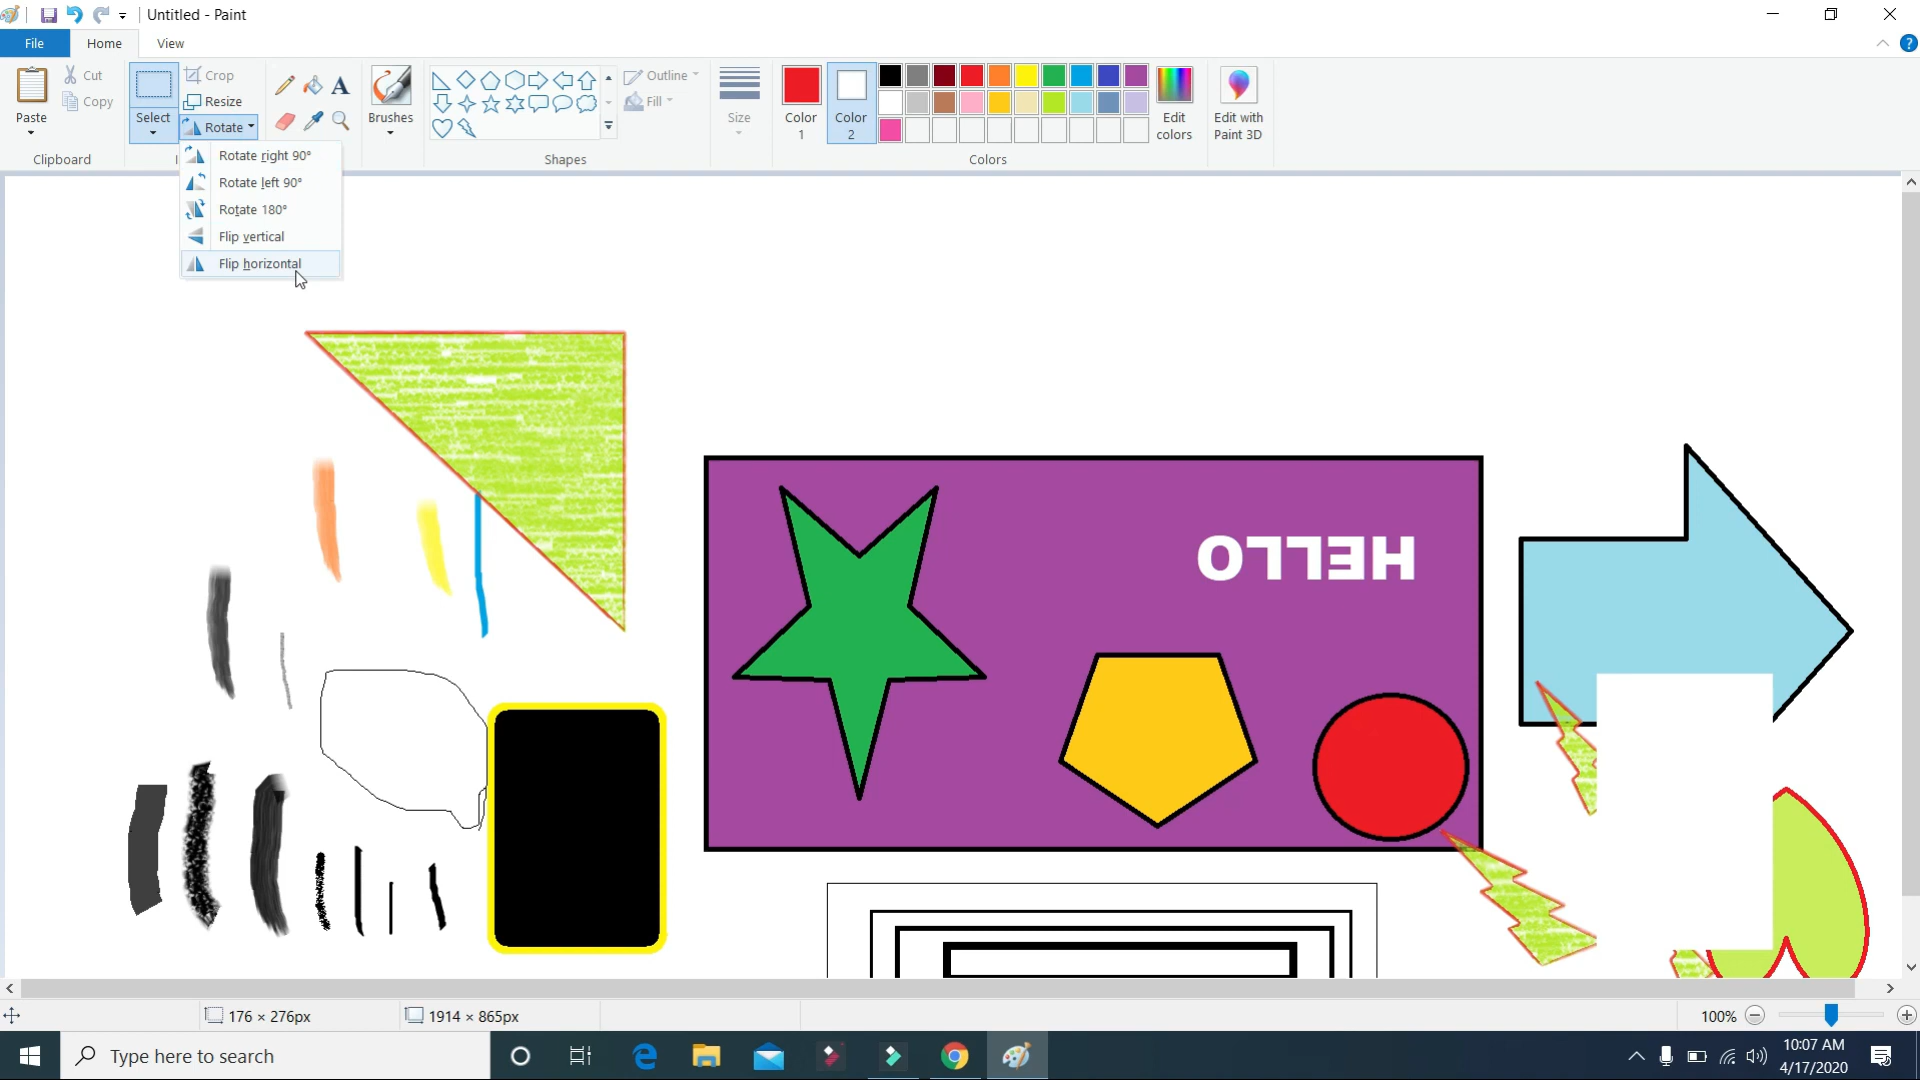 Untitled - Paint
File Home View
Paste
Cut
Copy
Clipboard
Select
Crop
Resize
Rotate
Rotate right 90°
Rotate left 90°
Rotate 180°
Flip vertical
Flip horizontal
A
Brushes
Outline
Fill
Shapes
Size
Color 1
Color 2
Edit colors
Colors
Edit with Paint 3D
HELLO
176 × 276px
1914 × 865px
100%
Type here to search
10:07 AM
4/17/2020